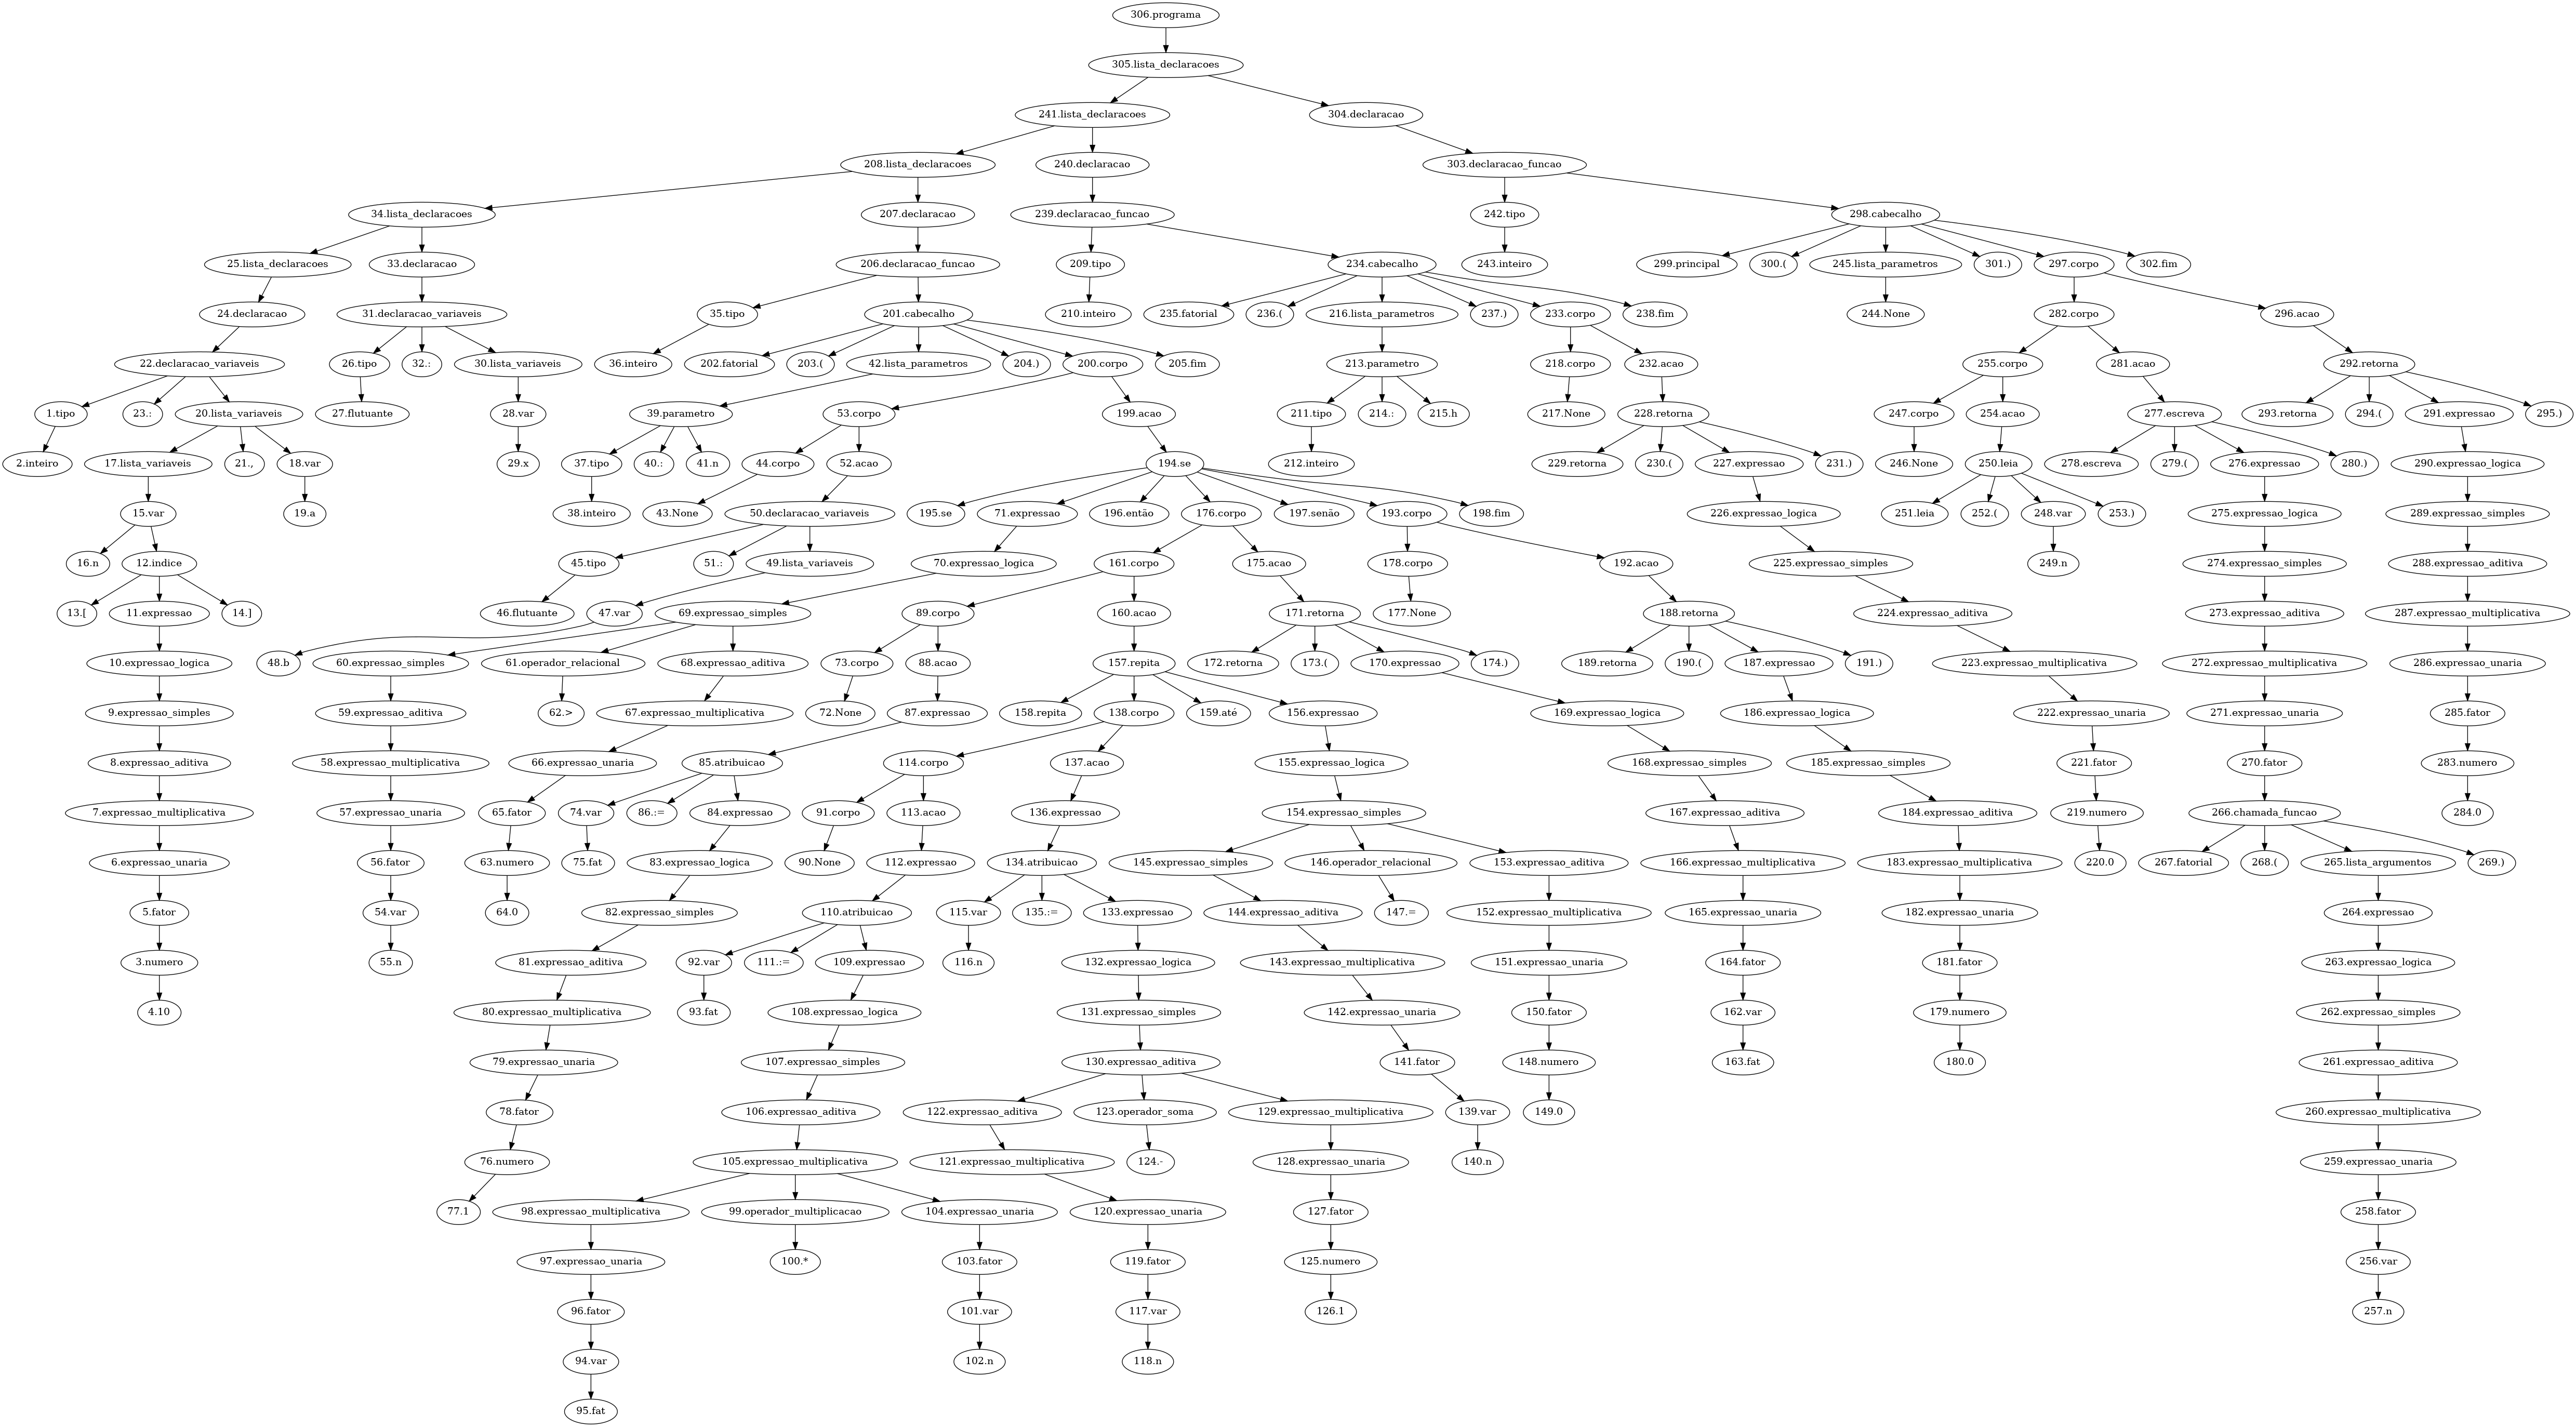 306.programa
305.lista_declaracoes
241.lista_declaracoes 304.declaracao
208.lista_declaracoes 240.declaracao 303.declaracao_funcao
34.lista_declaracoes 207.declaracao 239.declaracao_funcao 242.tipo 298.cabecalho
25.lista_declaracoes 33.declaracao 206.declaracao_funcao 209.tipo 234.cabecalho 243.inteiro 299.principal 300.( 245.lista_parametros 301.) 297.corpo 302.fim
24.declaracao 31.declaracao_variaveis 35.tipo 201.cabecalho 210.inteiro 235.fatorial 236.( 216.lista_parametros 237.) 233.corpo 238.fim 244.None 282.corpo 296.acao
22.declaracao_variaveis 26.tipo 32.: 30.lista_variaveis 36.inteiro 202.fatorial 203.( 42.lista_parametros 204.) 200.corpo 205.fim 213.parametro 218.corpo 232.acao 255.corpo 281.acao 292.retorna
1.tipo 23.: 20.lista_variaveis 27.flutuante 28.var 39.parametro 53.corpo 199.acao 211.tipo 214.: 215.h 217.None 228.retorna 247.corpo 254.acao 277.escreva 293.retorna 294.( 291.expressao 295.)
2.inteiro 17.lista_variaveis 21., 18.var 29.x 37.tipo 40.: 41.n 44.corpo 52.acao 194.se 212.inteiro 229.retorna 230.( 227.expressao 231.) 246.None 250.leia 278.escreva 279.( 276.expressao 280.) 290.expressao_logica
15.var 19.a 38.inteiro 43.None 50.declaracao_variaveis 195.se 71.expressao 196.então 176.corpo 197.senão 193.corpo 198.fim 226.expressao_logica 251.leia 252.( 248.var 253.) 275.expressao_logica 289.expressao_simples
16.n 12.indice 45.tipo 51.: 49.lista_variaveis 70.expressao_logica 161.corpo 175.acao 178.corpo 192.acao 225.expressao_simples 249.n 274.expressao_simples 288.expressao_aditiva
13.[ 11.expressao 14.] 46.flutuante 47.var 69.expressao_simples 89.corpo 160.acao 171.retorna 177.None 188.retorna 224.expressao_aditiva 273.expressao_aditiva 287.expressao_multiplicativa
10.expressao_logica 48.b 60.expressao_simples 61.operador_relacional 68.expressao_aditiva 73.corpo 88.acao 157.repita 172.retorna 173.( 170.expressao 174.) 189.retorna 190.( 187.expressao 191.) 223.expressao_multiplicativa 272.expressao_multiplicativa 286.expressao_unaria
9.expressao_simples 59.expressao_aditiva 62.> 67.expressao_multiplicativa 72.None 87.expressao 158.repita 138.corpo 159.até 156.expressao 169.expressao_logica 186.expressao_logica 222.expressao_unaria 271.expressao_unaria 285.fator
8.expressao_aditiva 58.expressao_multiplicativa 66.expressao_unaria 85.atribuicao 114.corpo 137.acao 155.expressao_logica 168.expressao_simples 185.expressao_simples 221.fator 270.fator 283.numero
7.expressao_multiplicativa 57.expressao_unaria 65.fator 74.var 86.:= 84.expressao 91.corpo 113.acao 136.expressao 154.expressao_simples 167.expressao_aditiva 184.expressao_aditiva 219.numero 266.chamada_funcao 284.0
6.expressao_unaria 56.fator 63.numero 75.fat 83.expressao_logica 90.None 112.expressao 134.atribuicao 145.expressao_simples 146.operador_relacional 153.expressao_aditiva 166.expressao_multiplicativa 183.expressao_multiplicativa 220.0 267.fatorial 268.( 265.lista_argumentos 269.)
5.fator 54.var 64.0 82.expressao_simples 110.atribuicao 115.var 135.:= 133.expressao 144.expressao_aditiva 147.= 152.expressao_multiplicativa 165.expressao_unaria 182.expressao_unaria 264.expressao
3.numero 55.n 81.expressao_aditiva 92.var 111.:= 109.expressao 116.n 132.expressao_logica 143.expressao_multiplicativa 151.expressao_unaria 164.fator 181.fator 263.expressao_logica
4.10 80.expressao_multiplicativa 93.fat 108.expressao_logica 131.expressao_simples 142.expressao_unaria 150.fator 162.var 179.numero 262.expressao_simples
79.expressao_unaria 107.expressao_simples 130.expressao_aditiva 141.fator 148.numero 163.fat 180.0 261.expressao_aditiva
78.fator 106.expressao_aditiva 122.expressao_aditiva 123.operador_soma 129.expressao_multiplicativa 139.var 149.0 260.expressao_multiplicativa
76.numero 105.expressao_multiplicativa 121.expressao_multiplicativa 124.- 128.expressao_unaria 140.n 259.expressao_unaria
77.1 98.expressao_multiplicativa 99.operador_multiplicacao 104.expressao_unaria 120.expressao_unaria 127.fator 258.fator
97.expressao_unaria 100.* 103.fator 119.fator 125.numero 256.var
96.fator 101.var 117.var 126.1 257.n
94.var 102.n 118.n
95.fat